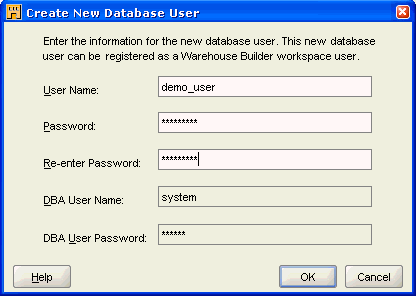 Create New Database User
Enter the information for the new database user. This new database
user can be registered as a Warehouse Builder workspace user.
User Name: demo_user
Password: *********
Re-enter Password: *********
DBA User Name: system
DBA User Password: ******
Help OK Cancel